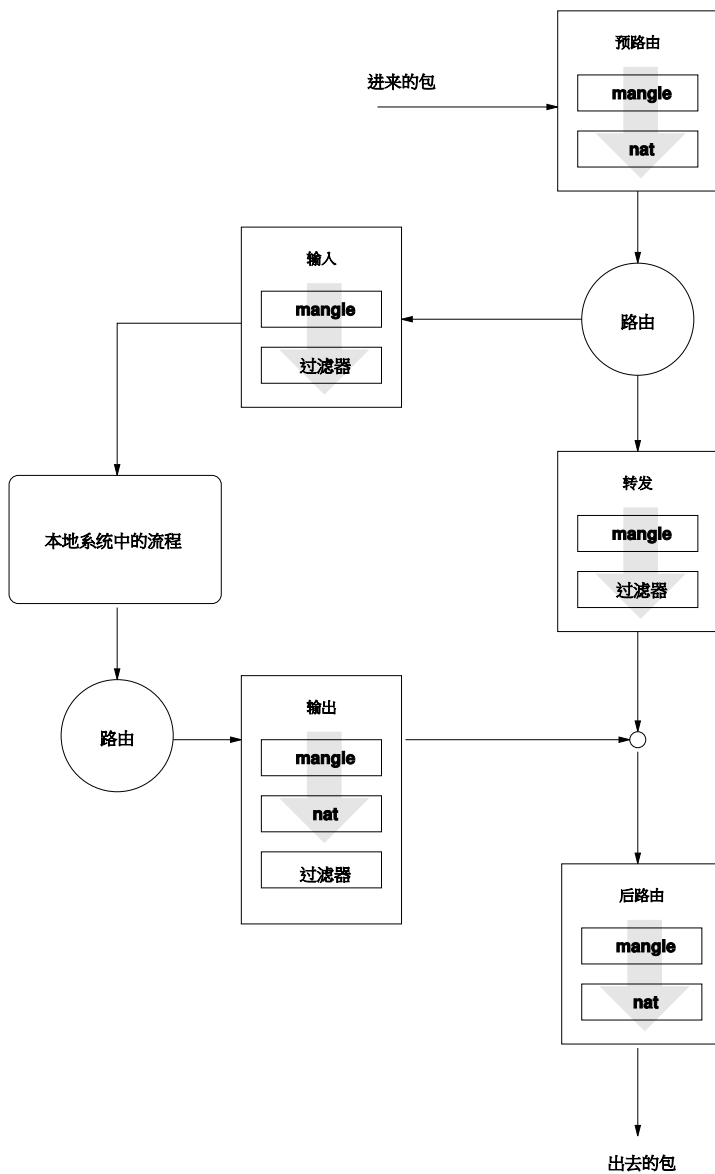 预路由
进来的包
mangle
nat
输入
mangle
过滤器
路由
转发
mangle
过滤器
本地系统中的流程
路由
输出
mangle
nat
过滤器
后路由
mangle
nat
出去的包